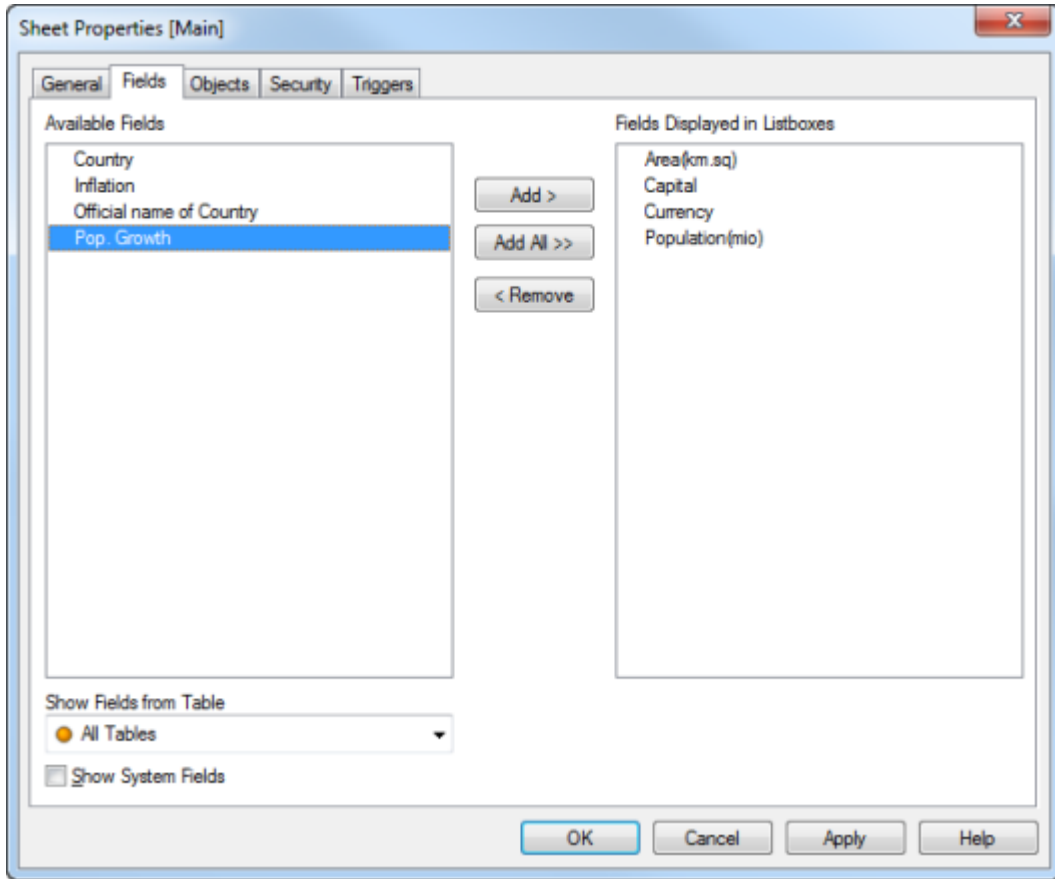 Sheet Properties [Main]
x
General Fields Objects Security Triggers
Available Fields
Country
Inflation
Official name of Country
Pop. Growth
Add >
Add All >>
< Remove
Fields Displayed in Listboxes
Area(km.sq)
Capital
Currency
Population(mio)
Show Fields from Table
All Tables
Show System Fields
OK Cancel Apply Help